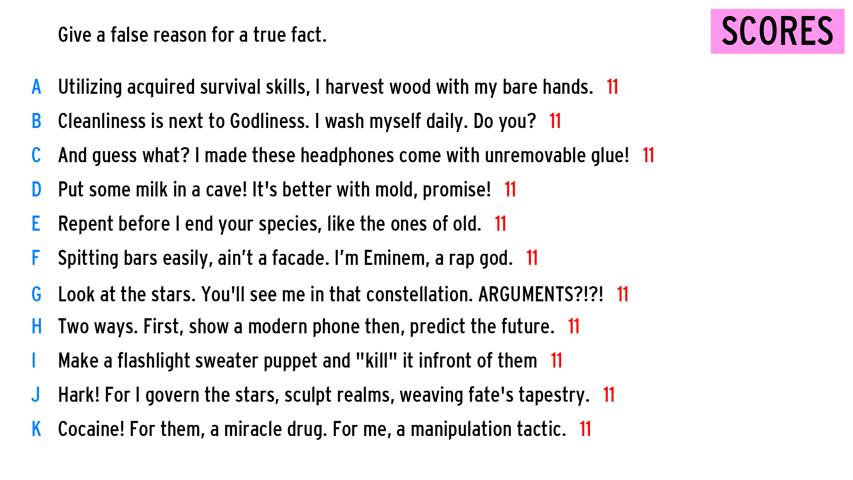 Give a false reason for a true fact.
SCORES
A Utilizing acquired survival skills, I harvest wood with my bare hands. 11
B Cleanliness is next to Godliness. I wash myself daily. Do you? 11
C And guess what? I made these headphones come with unremovable glue! 11
D Put some milk in a cave! It's better with mold, promise! 11
E Repent before I end your species, like the ones of old. 11
F Spitting bars easily, ain’t a facade. I’m Eminem, a rap god. 11
G Look at the stars. You'll see me in that constellation. ARGUMENTS?!?! 11
H Two ways. First, show a modern phone then, predict the future. 11
I Make a flashlight sweater puppet and "kill" it infront of them 11
J Hark! For I govern the stars, sculpt realms, weaving fate's tapestry. 11
K Cocaine! For them, a miracle drug. For me, a manipulation tactic. 11